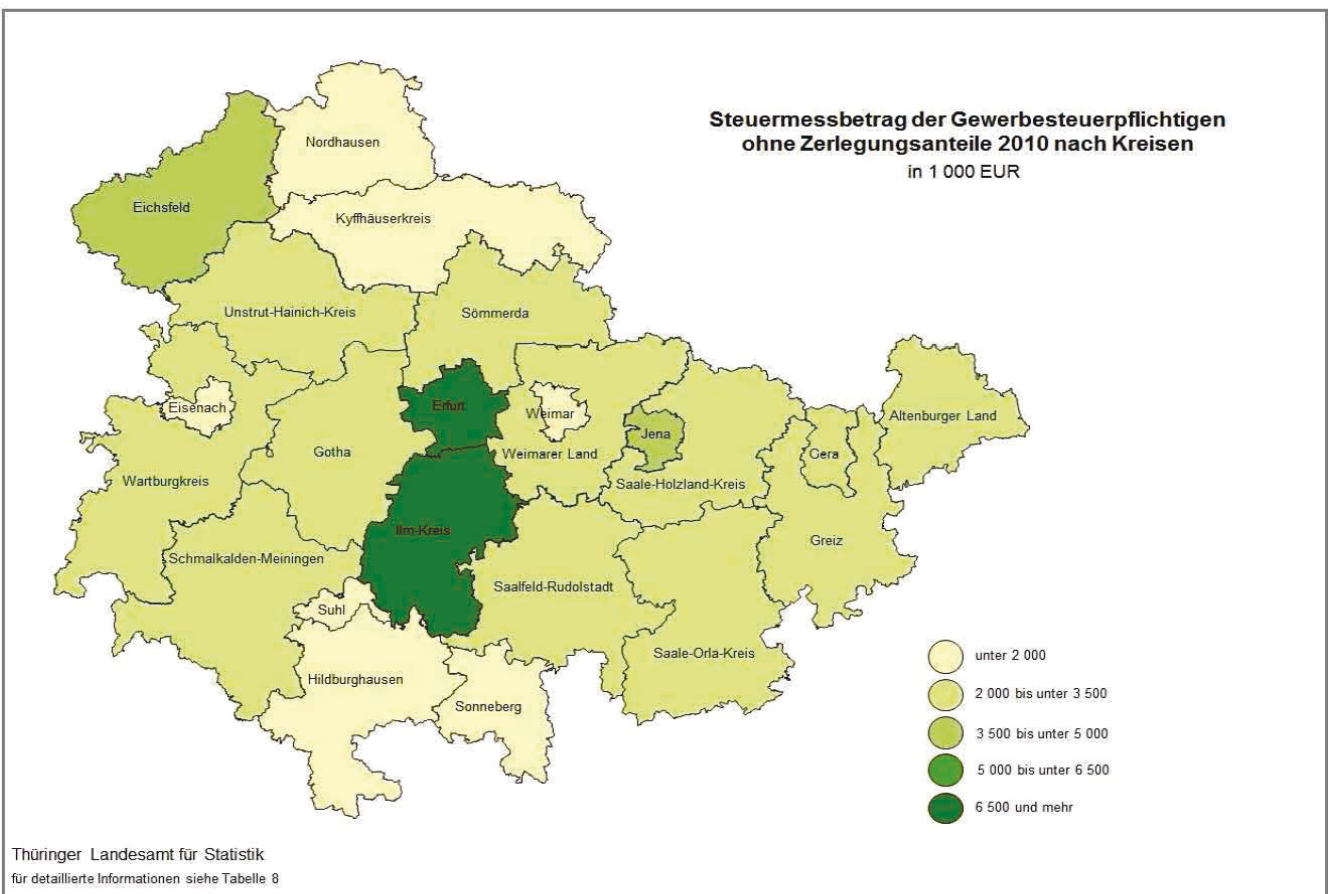 Steuermessbetrag der Gewerbesteuerpflichtigen
ohne Zerlegungsanteile 2010 nach Kreisen
in 1 000 EUR
Nordhausen
Eichsfeld
Kyffhäuserkreis
Unstrut-Hainich-Kreis
Sömmerda
Eisenach
Erfurt
Weimar
Altenburger Land
Jena
Gotha
Weimarer Land
Gera
Wartburgkreis
Saale-Holzland-Kreis
Ilm-Kreis
Greiz
Schmalkalden-Meiningen
Saalfeld-Rudolstadt
Suhl
Saale-Orla-Kreis
Hildburghausen
Sonneberg
unter 2 000
2 000 bis unter 3 500
3 500 bis unter 5 000
5 000 bis unter 6 500
6 500 und mehr
Thüringer Landesamt für Statistik
für detaillierte Informationen siehe Tabelle 8